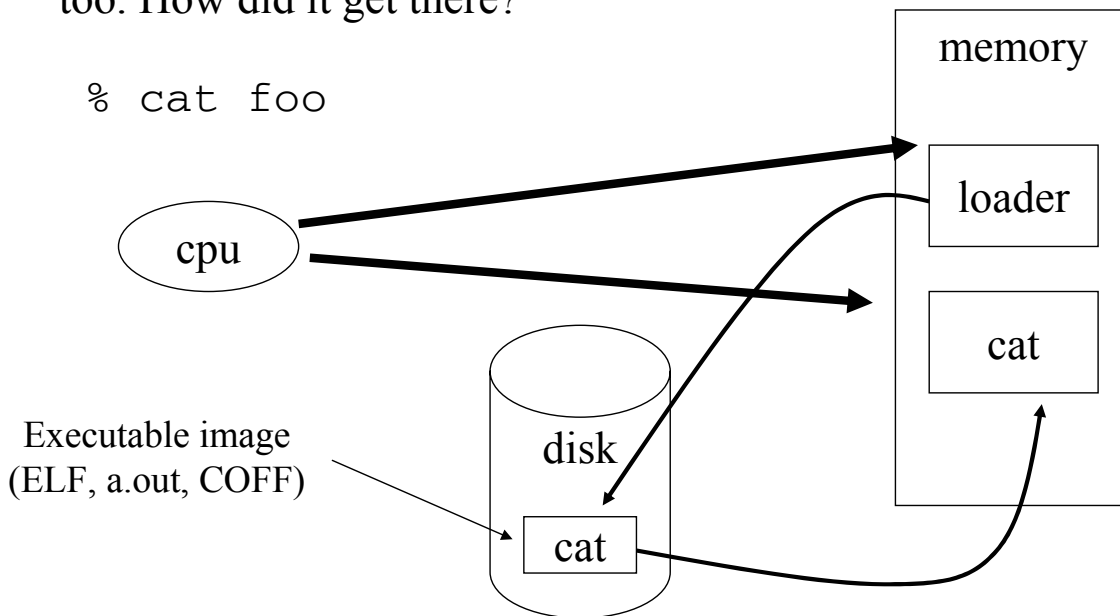 too. How did it get there?
memory
% cat foo
loader
cpu
cat
Executable image
(ELF, a.out, COFF)
disk
cat